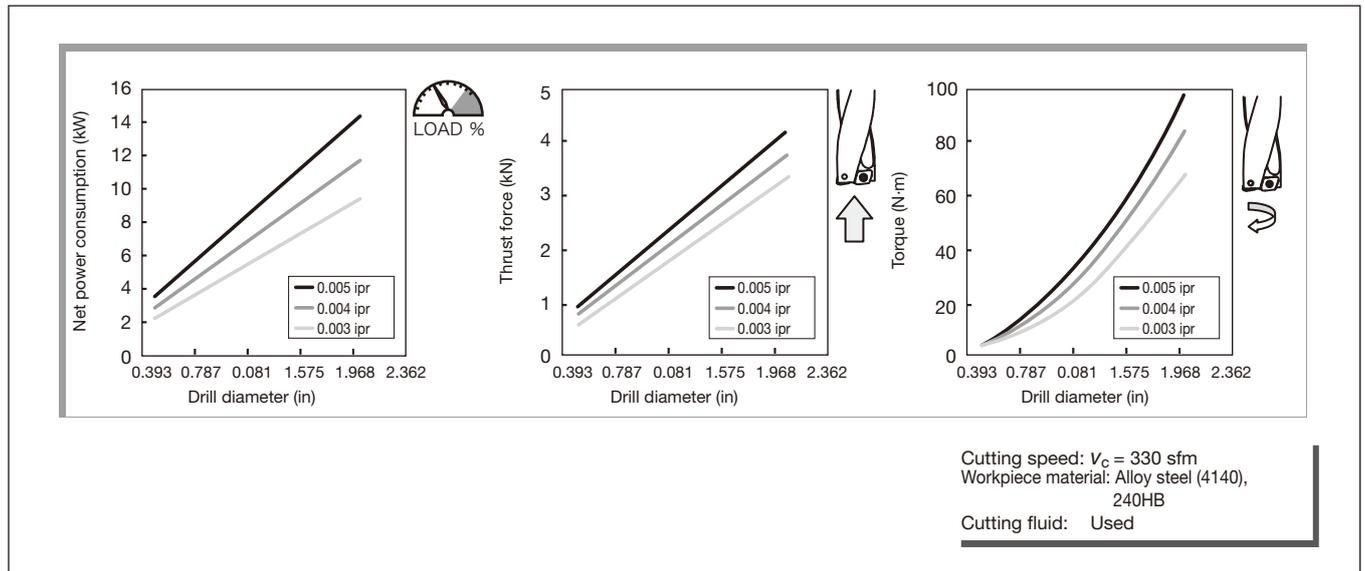 Net power consumption (kW)
16
14
12
10
8
6
4
2
0
0.005 ipr
0.004 ipr
0.003 ipr
0.393 0.787 0.081 1.575 1.968 2.362
Drill diameter (in)
LOAD %
Thrust force (kN)
5
4
3
2
1
0
0.005 ipr
0.004 ipr
0.003 ipr
0.393 0.787 0.081 1.575 1.968 2.362
Drill diameter (in)
Torque (N·m)
100
80
60
40
20
0
0.005 ipr
0.004 ipr
0.003 ipr
0.393 0.787 0.081 1.575 1.968 2.362
Drill diameter (in)
Cutting speed: vc = 330 sfm
Workpiece material: Alloy steel (4140),
240HB
Cutting fluid: Used